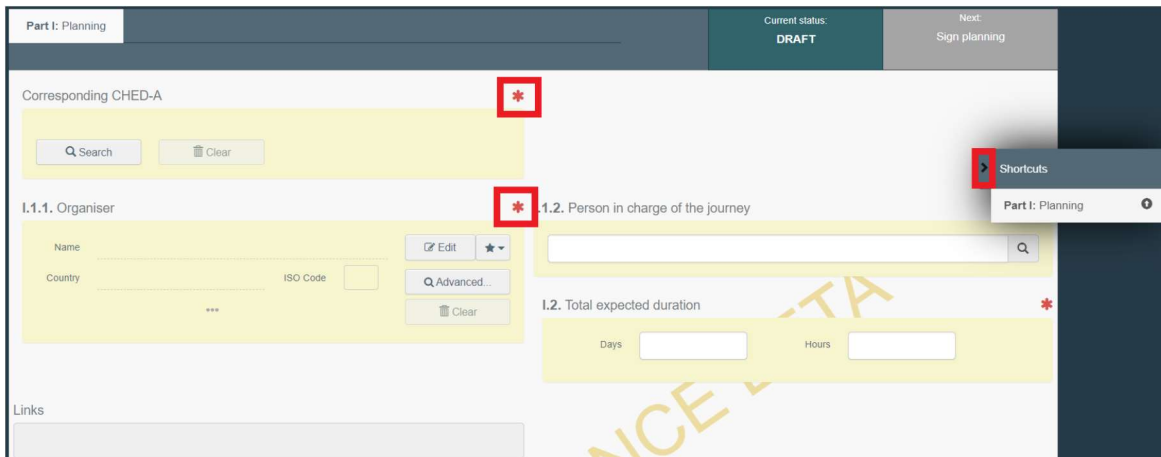 Part I: Planning
Current status:
DRAFT
Next:
Sign planning
Corresponding CHED-A
Search
Clear
Shortcuts
Part I: Planning
I.1.1. Organiser
.1.2. Person in charge of the journey
Name
Edit
Country
ISO Code
Advanced...
Clear
I.2. Total expected duration
Days
Hours
Links
NCE
ETA